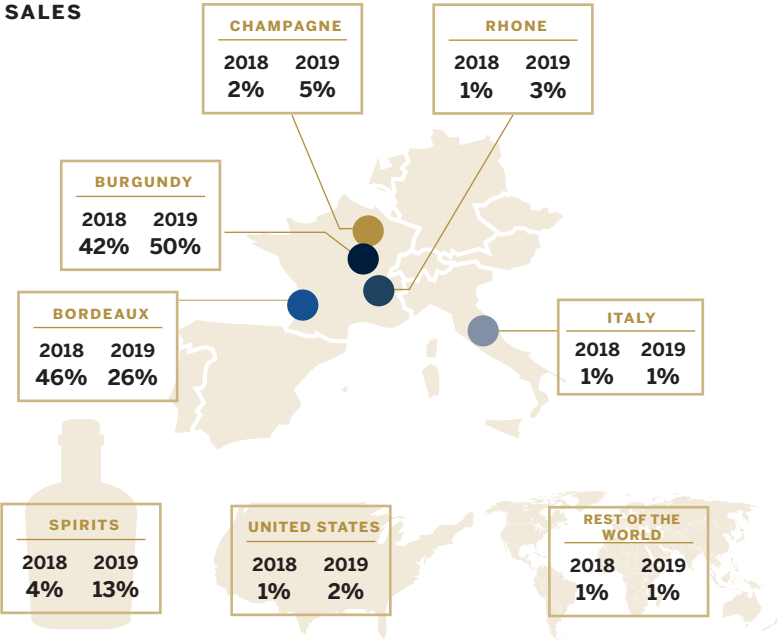 SALES
CHAMPAGNE
2018 2019
2% 5%
RHONE
2018 2019
1% 3%
BURGUNDY
2018 2019
42% 50%
BORDEAUX
2018 2019
46% 26%
ITALY
2018 2019
1% 1%
SPIRITS
2018 2019
4% 13%
UNITED STATES
2018 2019
1% 2%
REST OF THE
WORLD
2018 2019
1% 1%